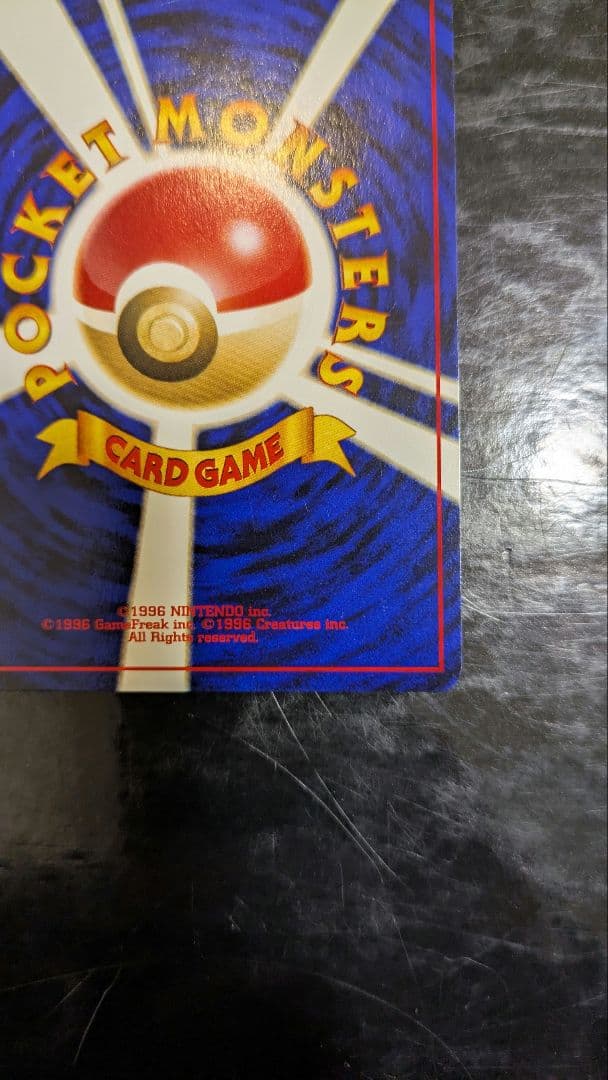 POCKET MONSTERS
CARD GAME
©1996 NINTENDO inc.
©1996 GameFreak inc. ©1996 Creatures inc.
All Rights reserved.